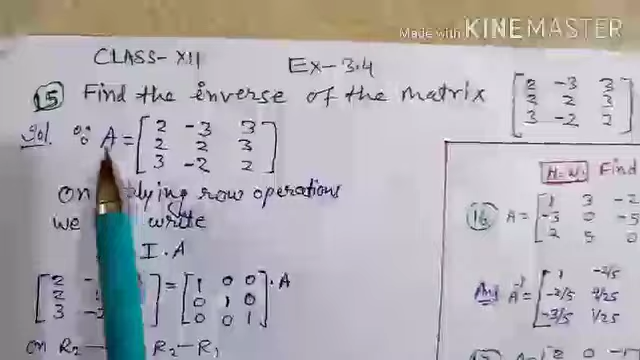 Made with KINEMASTER
CLASS- XII Ex-3.4
(15) Find the inverse of the matrix [2 -3 3
2 2 3
3 -2 2]
Sol. ∵ A = [2 -3 3
2 2 3
3 -2 2]
On row operations
we write
I . A
[2
2
3 = [1 0 0
0 1 0
0 0 1] . A
on R₂ R₂ - R₁
H.W. Find
(16) A = [1 3 -2
-3 0 -5
2 5 0
Ans A⁻¹ = [1 -2/5
-2/5 4/25
-3/5 1/25